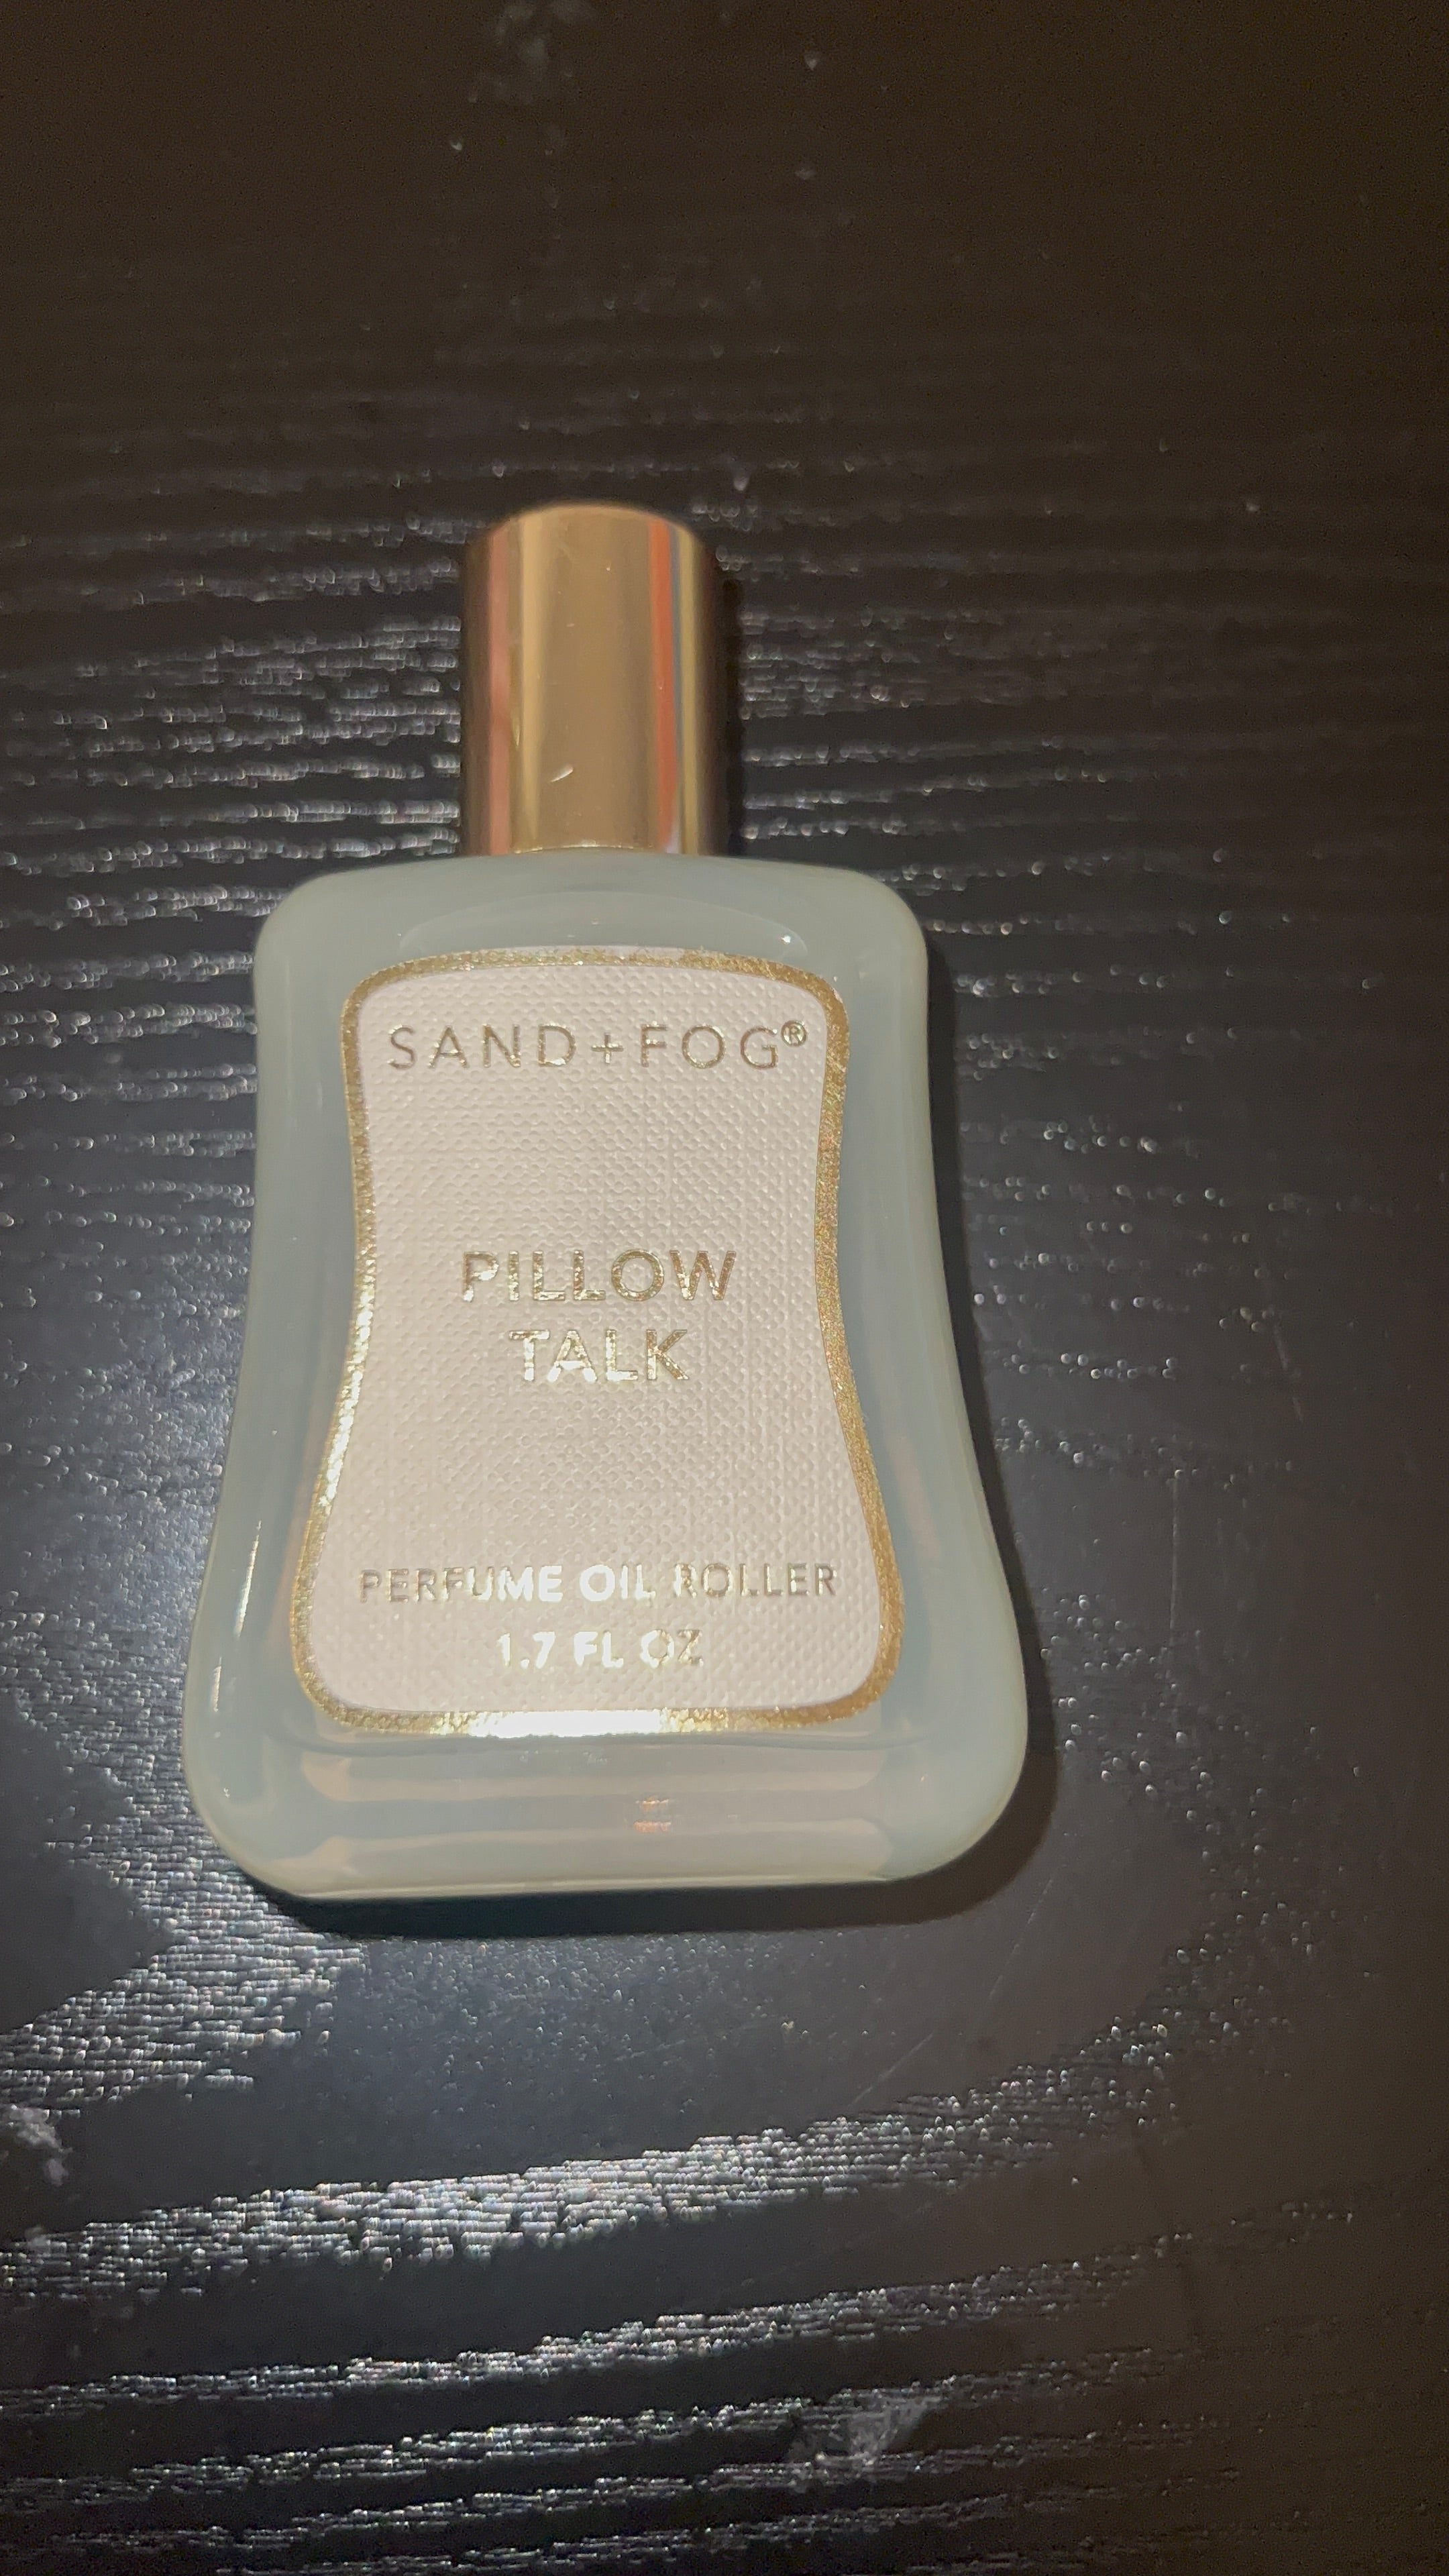 SAND+FOG®
PILLOW
TALK
PERFUME OIL ROLLER
1.7 FL OZ